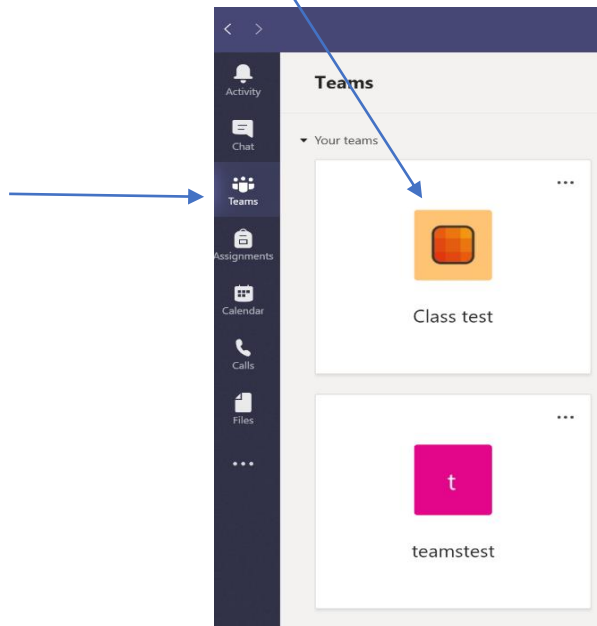 Activity
Teams
Chat
Your teams
Teams
Assignments
Calendar
Class test
Calls
Files
t
teamstest